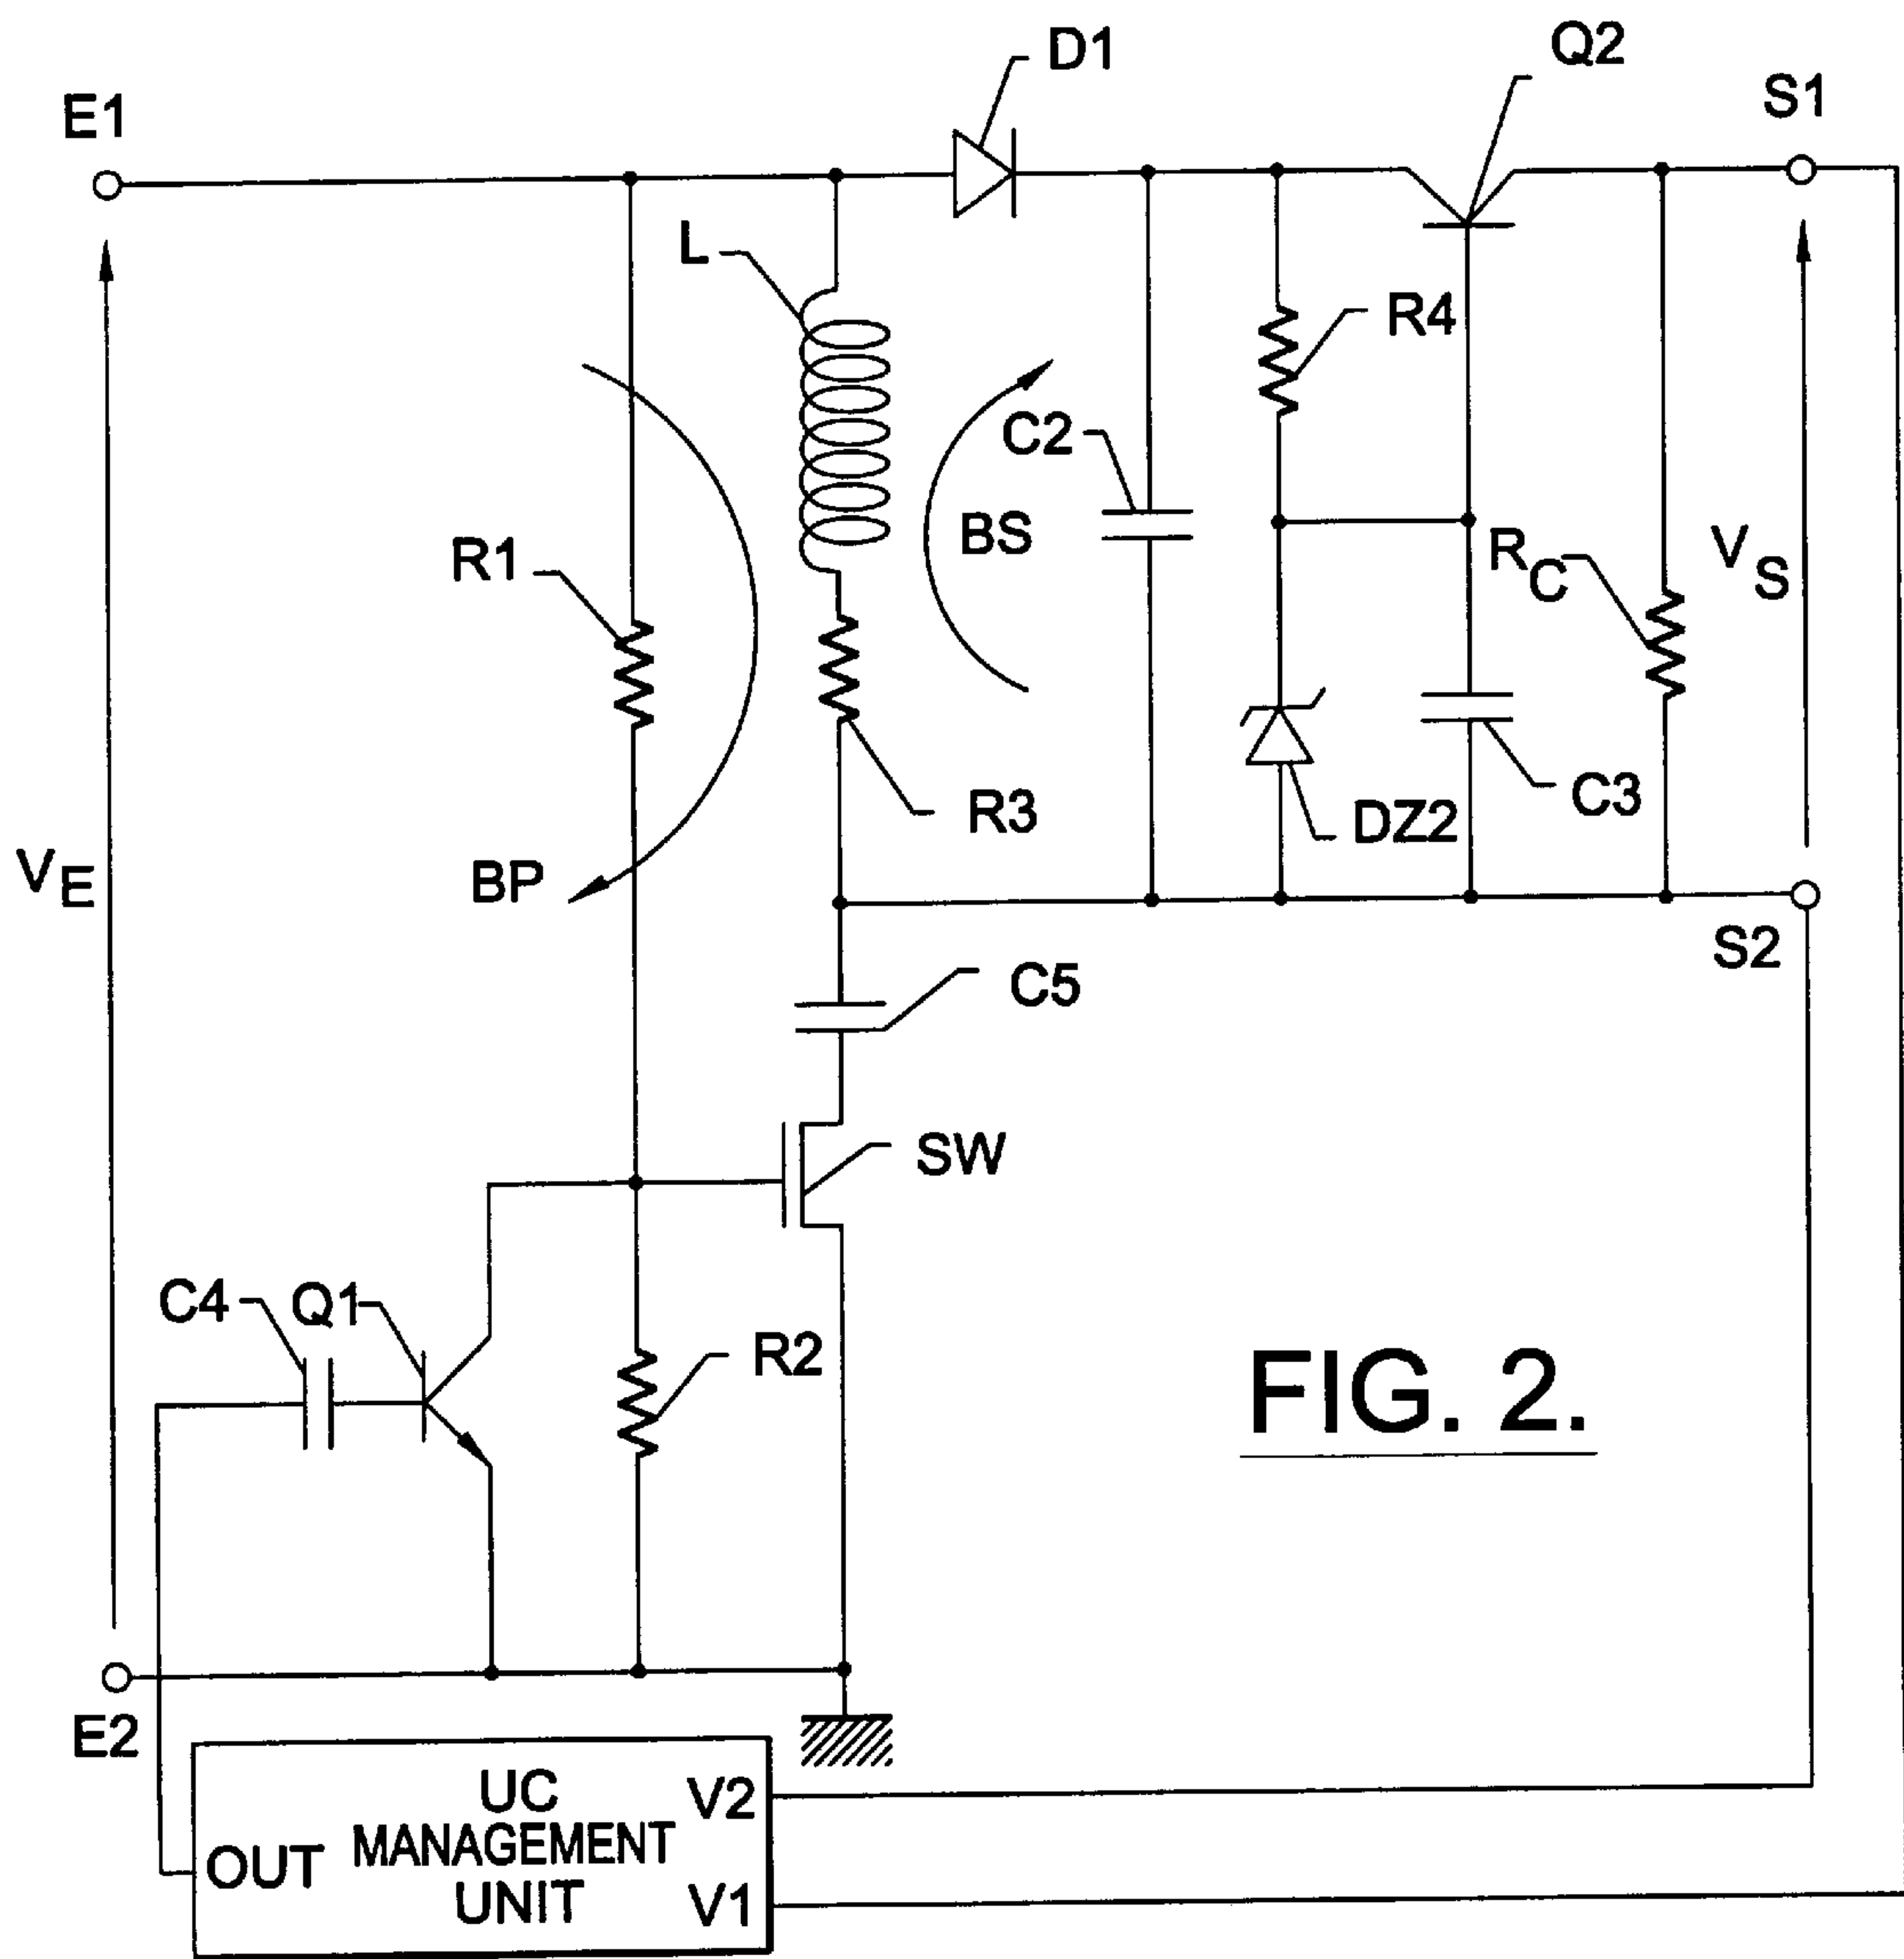 D1
Q2
E1
S1
L
R4
C2
BS
R1
RC
VS
R3
C3
DZ2
VE
BP
S2
C5
SW
C4
Q1
R2
FIG. 2.
E2
UC
V2
MANAGEMENT
OUT
UNIT
V1